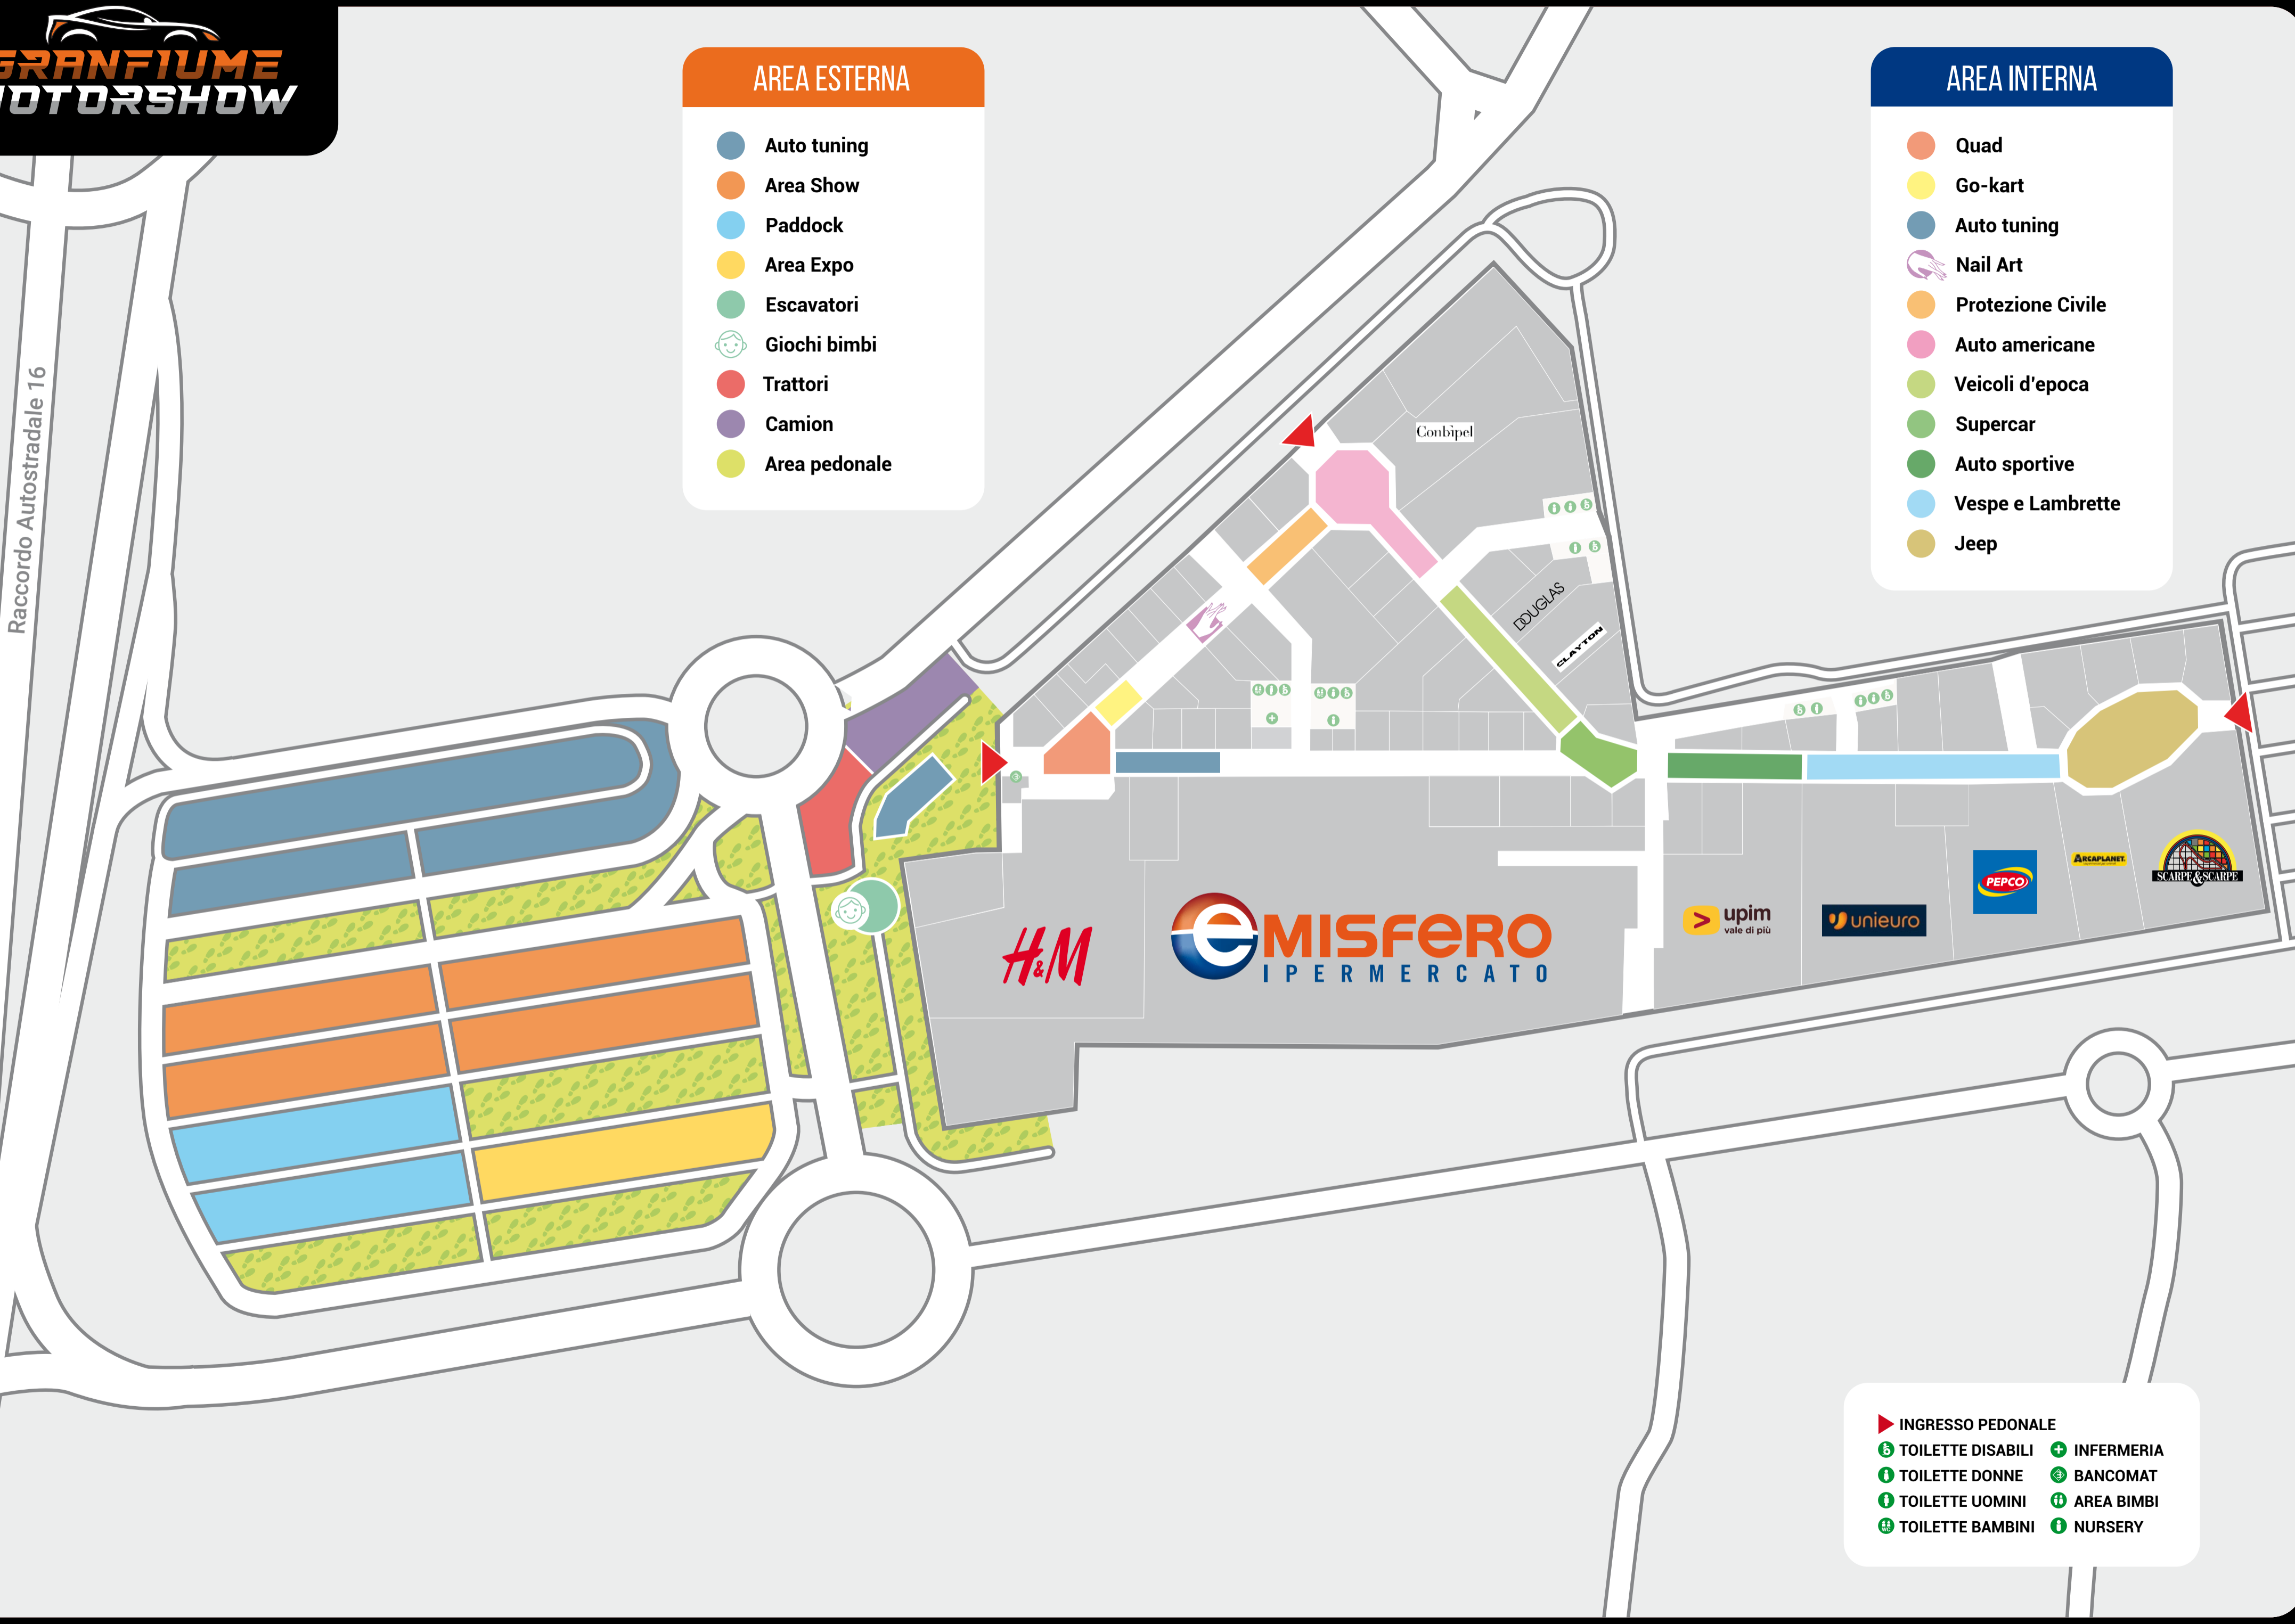 GRANFIUME
MOTORSHOW
AREA ESTERNA
Auto tuning
Area Show
Paddock
Area Expo
Escavatori
Giochi bimbi
Trattori
Camion
Area pedonale
AREA INTERNA
Quad
Go-kart
Auto tuning
Nail Art
Protezione Civile
Auto americane
Veicoli d'epoca
Supercar
Auto sportive
Vespe e Lambrette
Jeep
Raccordo Autostradale 16
Conbipel
DOUGLAS
CLAYTON
H&M
eMISFERO
IPERMERCATO
upim
vale di più
unieuro
PEPCO
ARCAPLANET
SCARPE&SCARPE
INGRESSO PEDONALE
TOILETTE DISABILI
TOILETTE DONNE
TOILETTE UOMINI
TOILETTE BAMBINI
INFERMERIA
BANCOMAT
AREA BIMBI
NURSERY